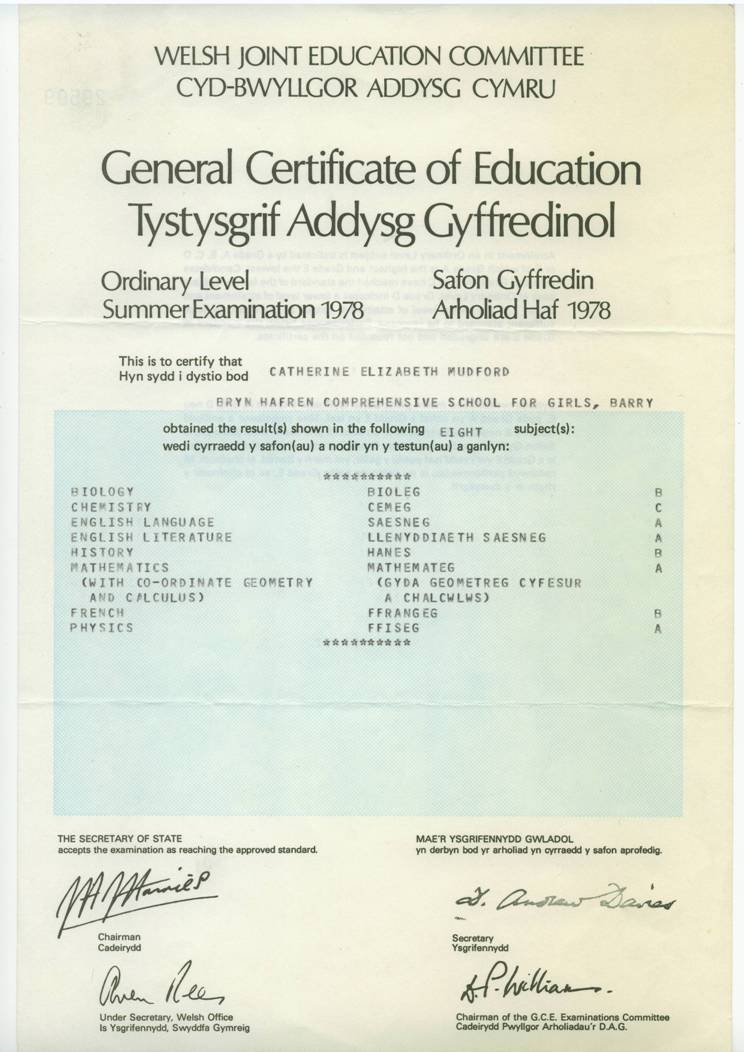 WELSH JOINT EDUCATION COMMITTEE
CYD-BWYLLGOR ADDYSG CYMRU
General Certificate of Education
Tystysgrif Addysg Gyffredinol
Ordinary Level Safon Gyffredin
Summer Examination 1978 Arholiad Haf 1978
This is to certify that
Hyn sydd i dystio bod CATHERINE ELIZABETH MUDFORD
BRYN HAFREN COMPREHENSIVE SCHOOL FOR GIRLS, BARRY
obtained the result(s) shown in the following EIGHT subject(s):
wedi cyrraedd y safon(au) a nodir yn y testun(au) a ganlyn:
**********
BIOLOGY BIOLEG B
CHEMISTRY CEMEG C
ENGLISH LANGUAGE SAESNEG A
ENGLISH LITERATURE LLENYDDIAETH SAESNEG A
HISTORY HANES B
MATHEMATICS MATHEMATEG A
(WITH CO-ORDINATE GEOMETRY (GYDA GEOMETREG CYFESUR
AND CALCULUS) A CHALCWLWS)
FRENCH FFRANGEG B
PHYSICS FFISEG A
**********
THE SECRETARY OF STATE MAE'R YSGRIFENNYDD GWLADOL
accepts the examination as reaching the approved standard. yn derbyn bod yr arholiad yn cyrraedd y safon aprofedig.
Andrew Davies
Chairman Secretary
Cadeirydd Ysgrifennydd
Owen Rees D.P. Williams.
Under Secretary, Welsh Office Chairman of the G.C.E. Examinations Committee
Is Ysgrifennydd, Swyddfa Gymreig Cadeirydd Pwyllgor Arholiadau'r D.A.G.